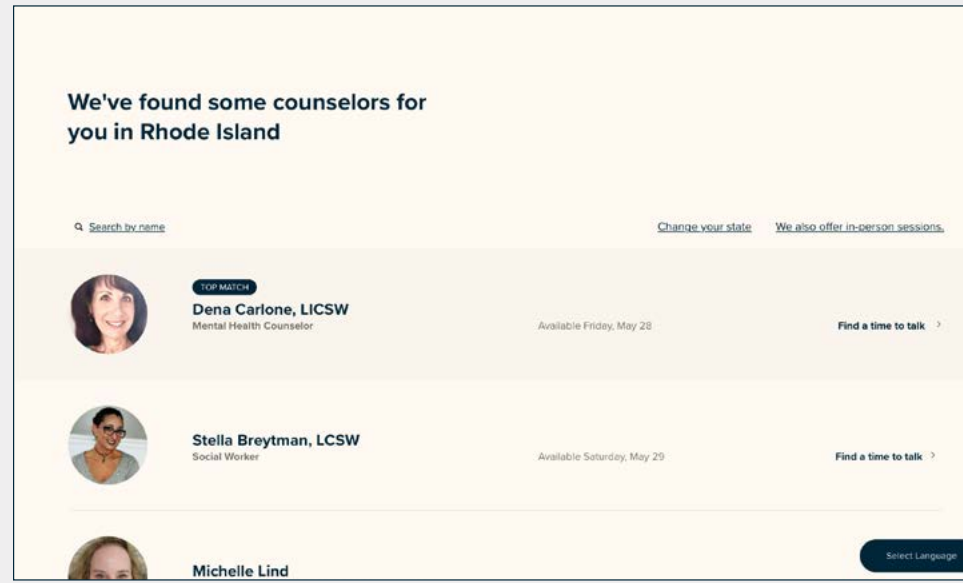 We've found some counselors for
you in Rhode Island
Search by name
Change your state
We also offer in-person sessions.
TOP MATCH
Dena Carlone, LICSW
Mental Health Counselor
Available Friday, May 28
Find a time to talk
Stella Breytman, LCSW
Social Worker
Available Saturday, May 29
Find a time to talk
Michelle Lind
Select Language